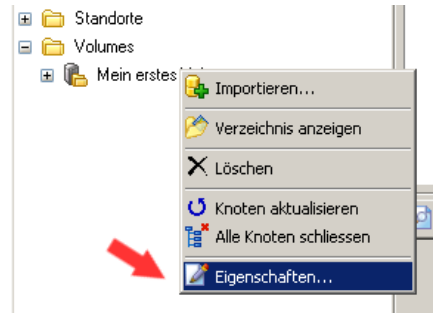 Standorte
Volumes
Mein erstes
Importieren...
Verzeichnis anzeigen
Löschen
Knoten aktualisieren
Alle Knoten schliessen
Eigenschaften...